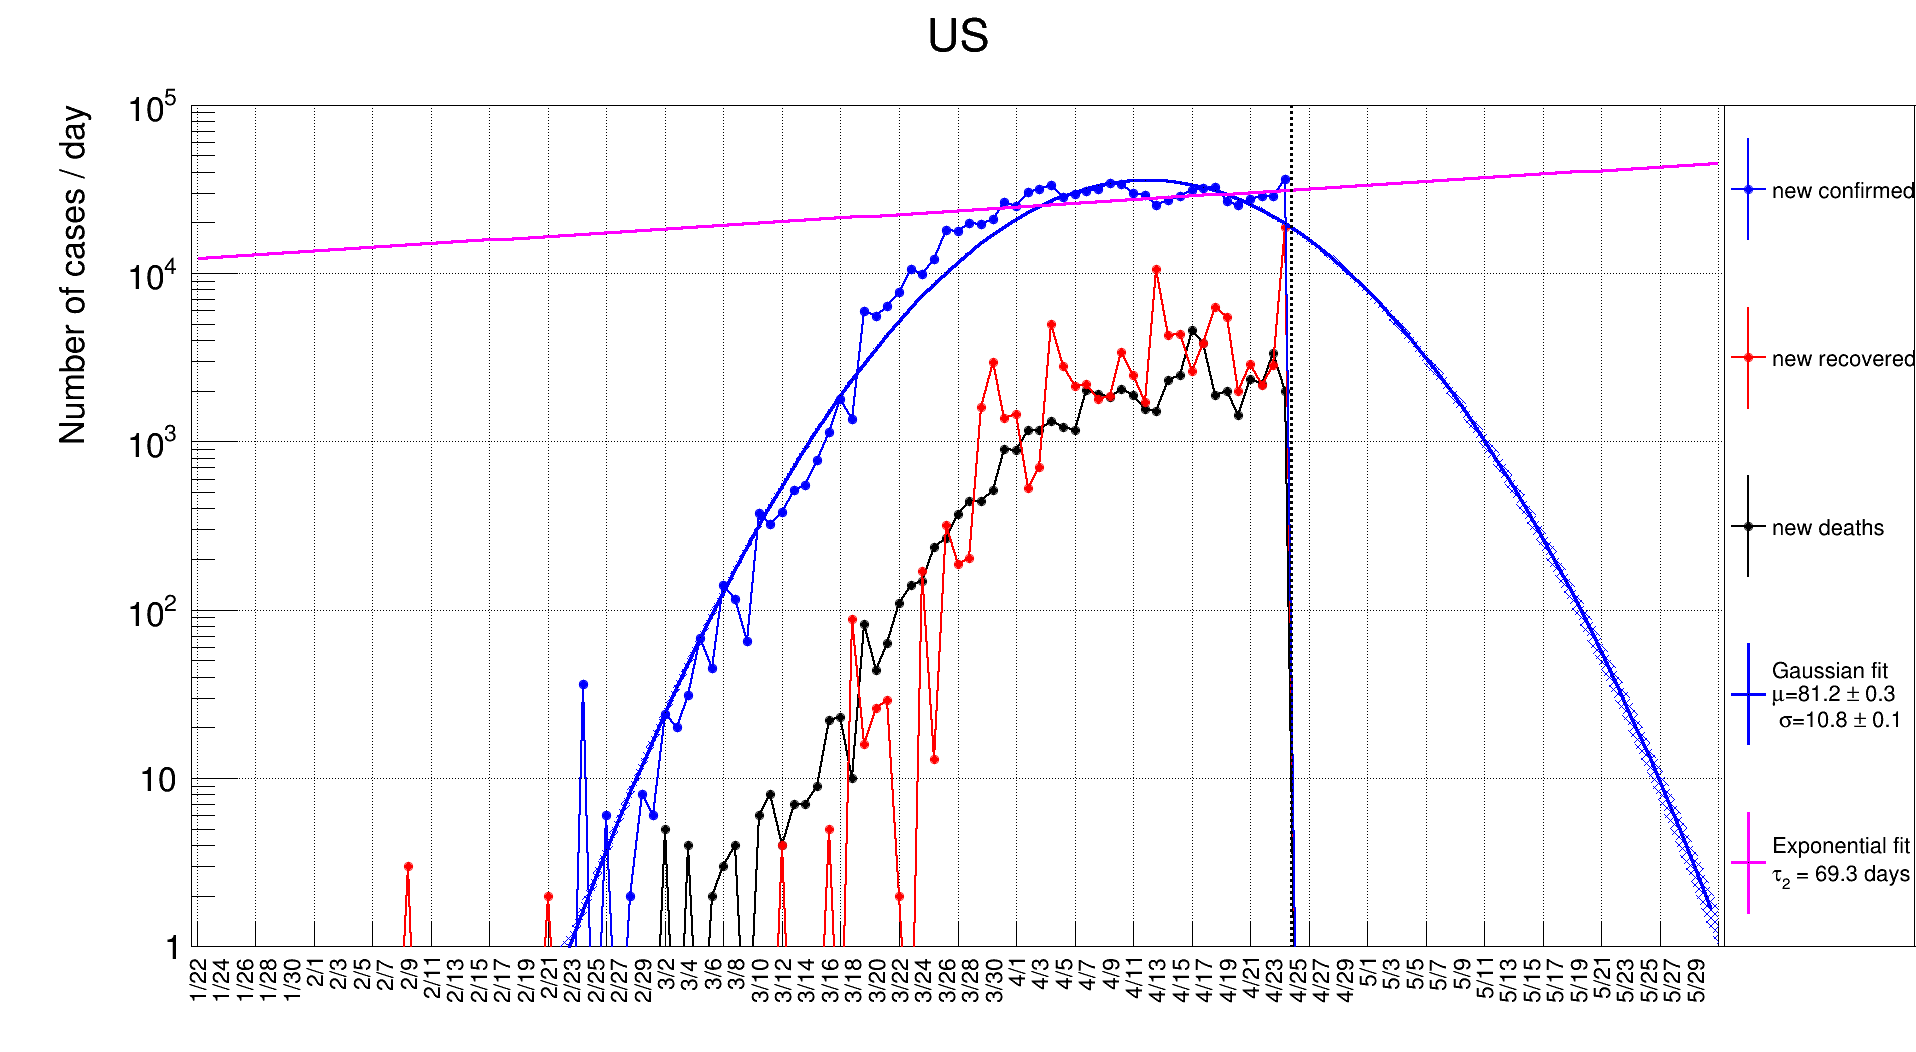 US
Number of cases / day
10^5
10^4
10^3
10^2
10
1
1/22 1/24 1/26 1/28 1/30 2/1 2/3 2/5 2/7 2/9 2/11 2/13 2/15 2/17 2/19 2/21 2/23 2/25 2/27 2/29 3/2 3/4 3/6 3/8 3/10 3/12 3/14 3/16 3/18 3/20 3/22 3/24 3/26 3/28 3/30 4/1 4/3 4/5 4/7 4/9 4/11 4/13 4/15 4/17 4/19 4/21 4/23 4/25 4/27 4/29 5/1 5/3 5/5 5/7 5/9 5/11 5/13 5/15 5/17 5/19 5/21 5/23 5/25 5/27 5/29
new confirmed
new recovered
new deaths
Gaussian fit
μ=81.2 ± 0.3
σ=10.8 ± 0.1
Exponential fit
τ₂ = 69.3 days